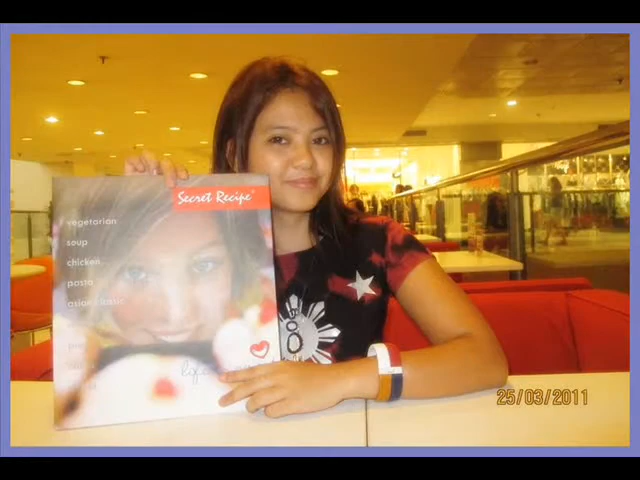 Secret Recipe
vegetarian
soup
chicken
pasta
asian classic
25/03/2011